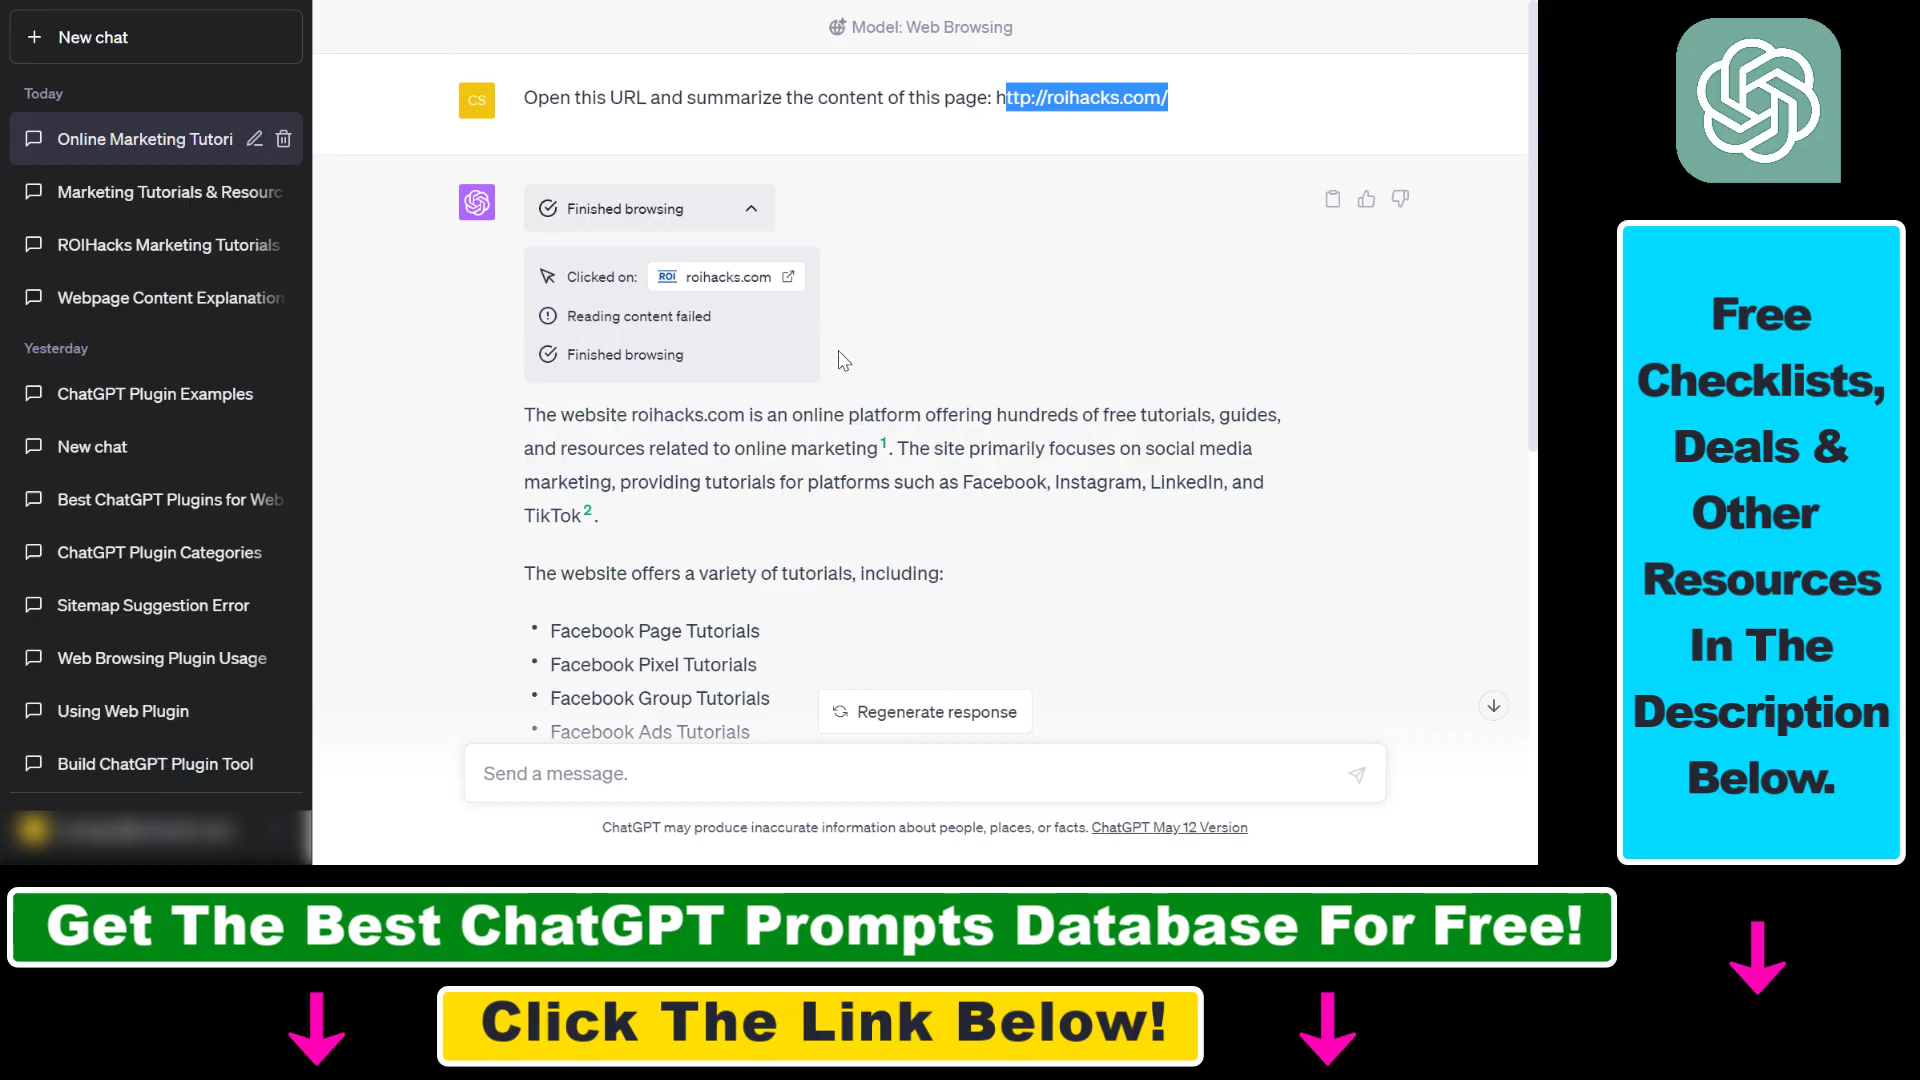 New chat
Today
Online Marketing Tutori
Marketing Tutorials & Resourc
ROIHacks Marketing Tutorials
Webpage Content Explanation
Yesterday
ChatGPT Plugin Examples
New chat
Best ChatGPT Plugins for Web
ChatGPT Plugin Categories
Sitemap Suggestion Error
Web Browsing Plugin Usage
Using Web Plugin
Build ChatGPT Plugin Tool
Model: Web Browsing
CS
Open this URL and summarize the content of this page: http://roihacks.com/
Finished browsing
Clicked on: ROI roihacks.com
Reading content failed
Finished browsing
The website roihacks.com is an online platform offering hundreds of free tutorials, guides,
and resources related to online marketing1. The site primarily focuses on social media
marketing, providing tutorials for platforms such as Facebook, Instagram, LinkedIn, and
TikTok2.
The website offers a variety of tutorials, including:
• Facebook Page Tutorials
• Facebook Pixel Tutorials
• Facebook Group Tutorials
• Facebook Ads Tutorials
Regenerate response
Send a message.
ChatGPT may produce inaccurate information about people, places, or facts. ChatGPT May 12 Version
Free
Checklists,
Deals &
Other
Resources
In The
Description
Below.
Get The Best ChatGPT Prompts Database For Free!
Click The Link Below!